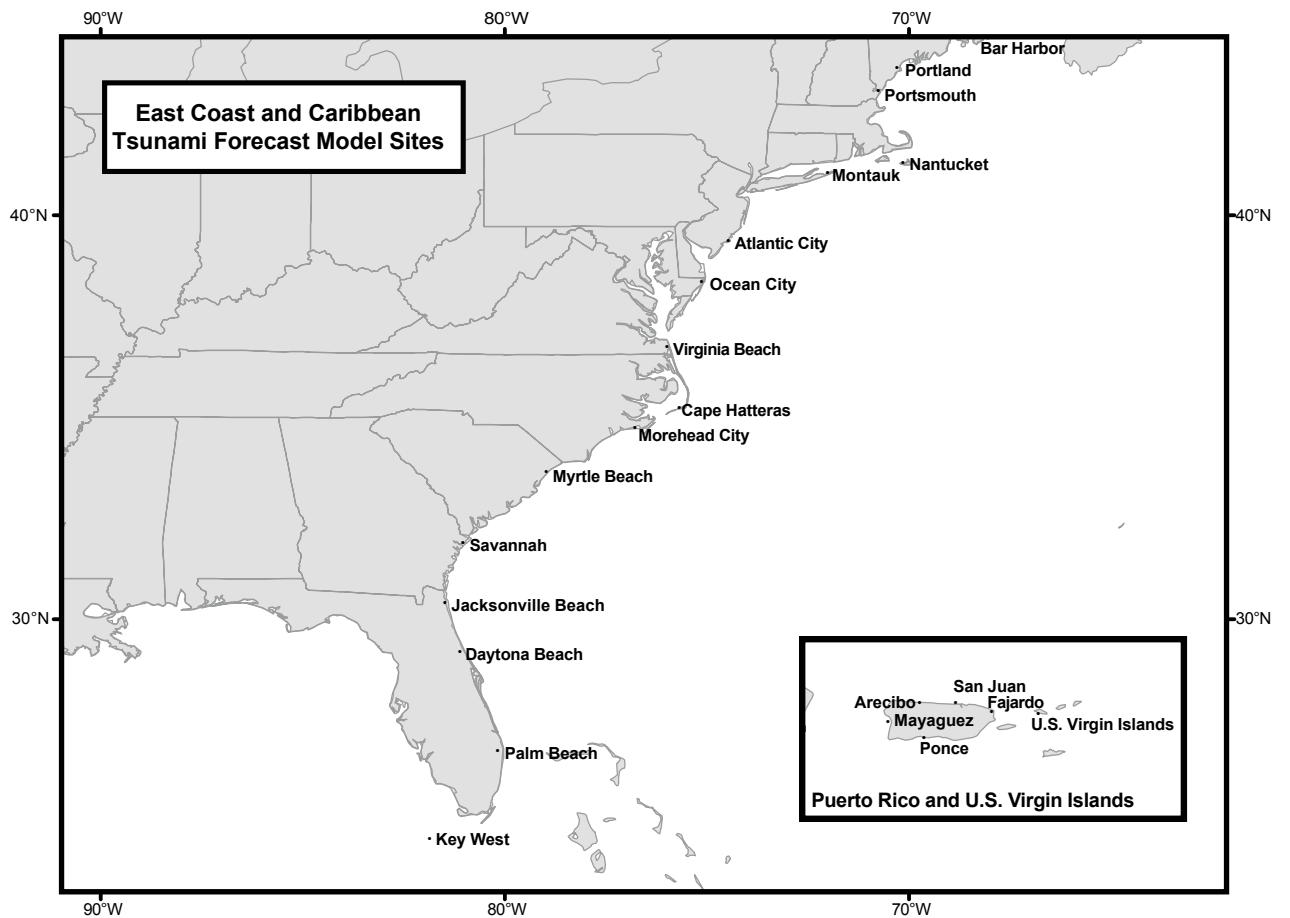 90°W
80°W
70°W
Bar Harbor
Portland
East Coast and Caribbean
Tsunami Forecast Model Sites
Portsmouth
Nantucket
Montauk
40°N
40°N
Atlantic City
Ocean City
Virginia Beach
Cape Hatteras
Morehead City
Myrtle Beach
Savannah
Jacksonville Beach
30°N
30°N
Daytona Beach
San Juan
Arecibo
Fajardo
Mayaguez
U.S. Virgin Islands
Ponce
Palm Beach
Puerto Rico and U.S. Virgin Islands
Key West
90°W
80°W
70°W